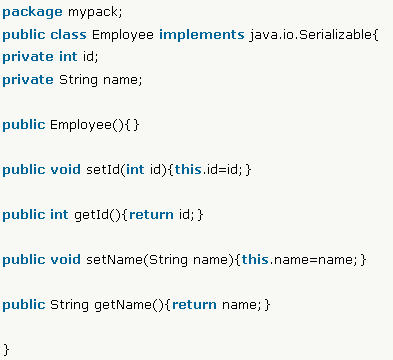 package mypack;
public class Employee implements java.io.Serializable{
private int id;
private String name;
public Employee(){}
public void setId(int id){this.id=id;}
public int getId(){return id;}
public void setName(String name){this.name=name;}
public String getName(){return name;}
}